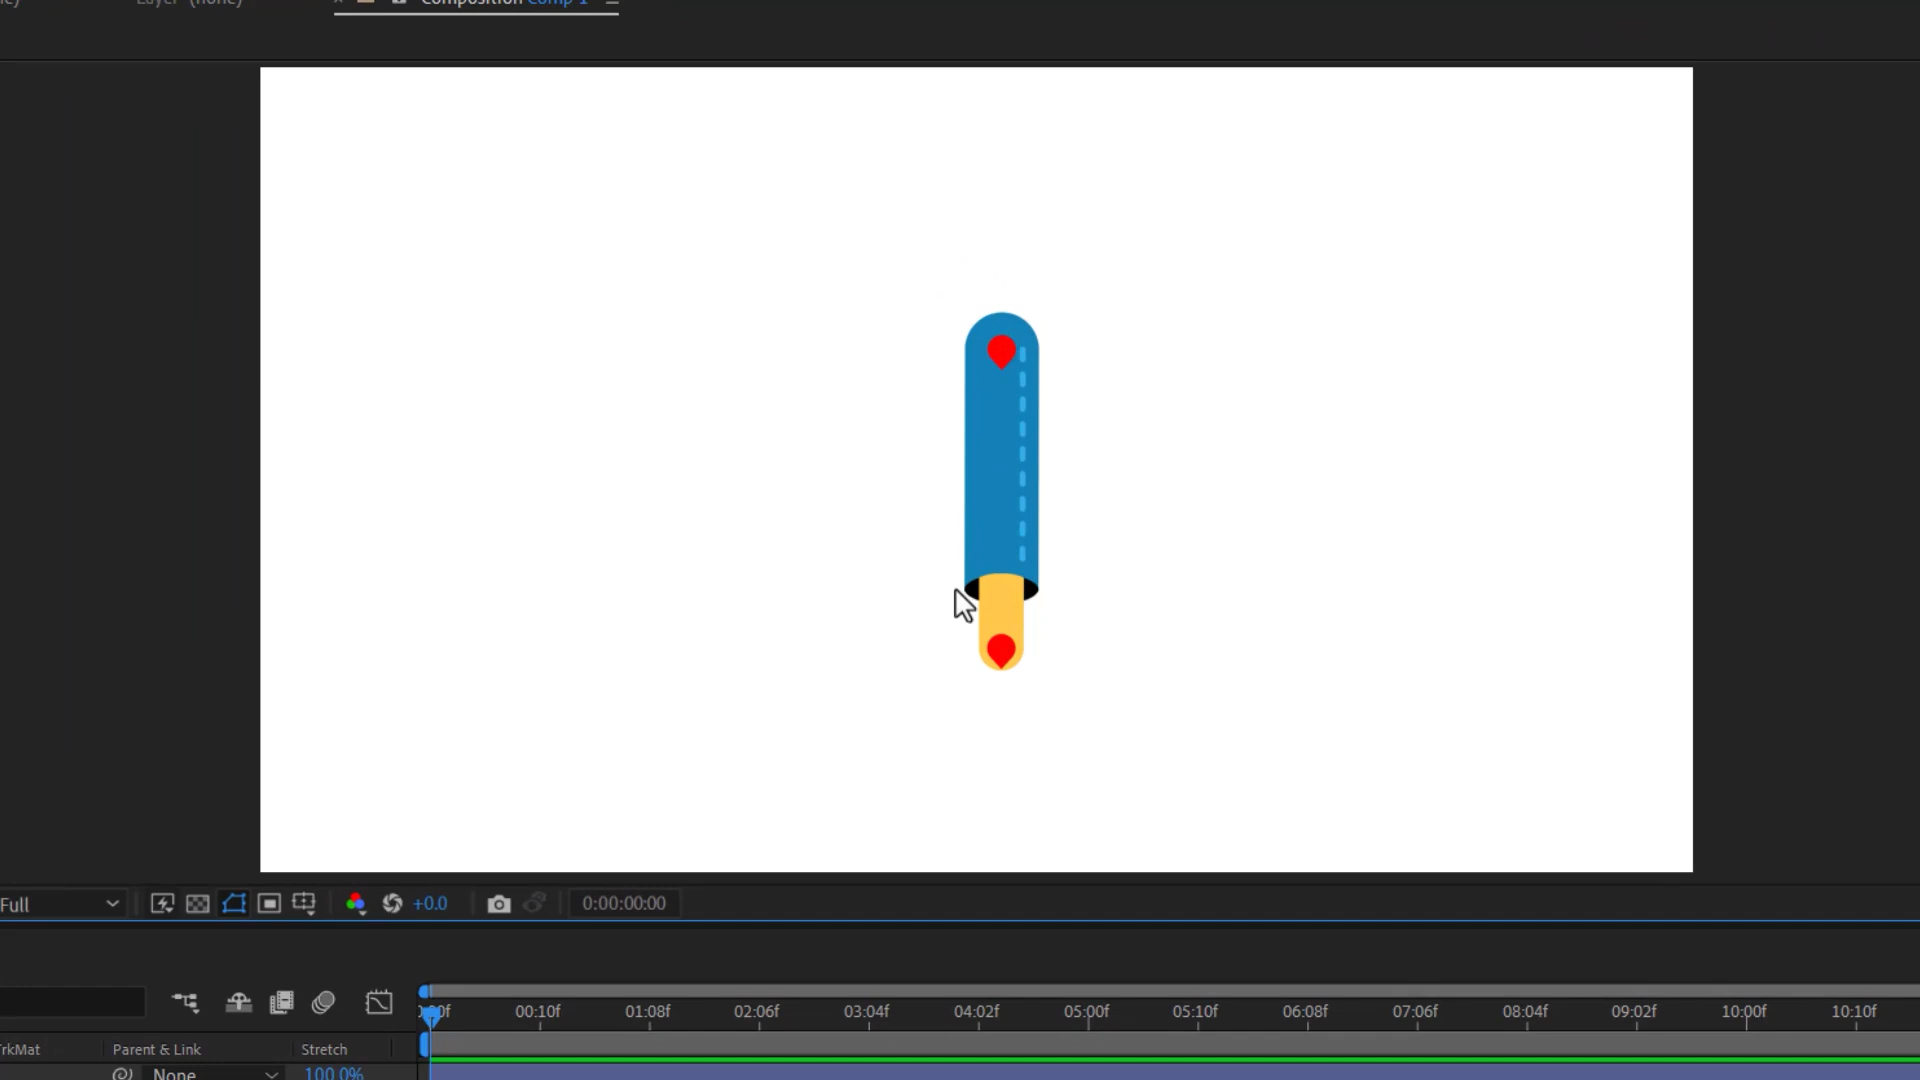 Layer (none)
Composition Comp 1
Full
+0.0
0:00:00:00
00:10f 01:08f 02:06f 03:04f 04:02f 05:00f 05:10f 06:08f 07:06f 08:04f 09:02f 10:00f 10:10f
TrkMat Parent & Link Stretch
None 100.0%